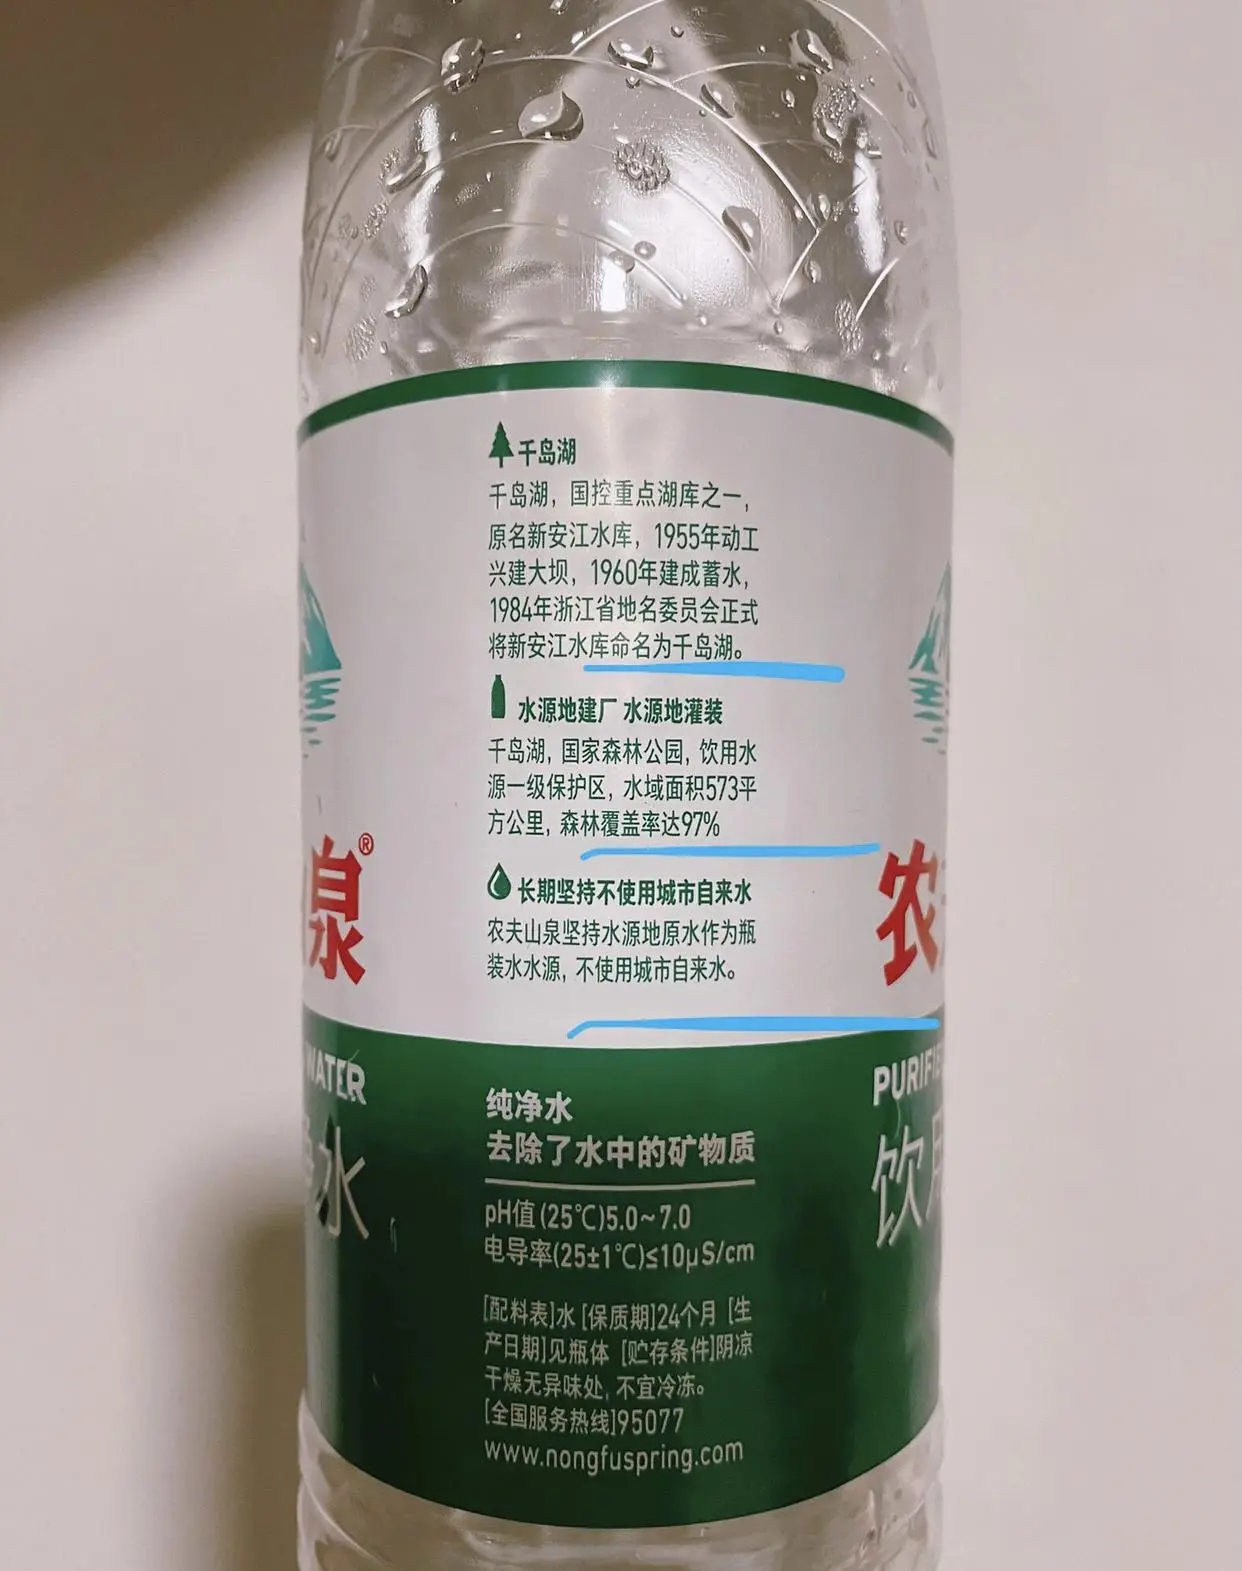 千岛湖
千岛湖，国控重点湖库之一，
原名新安江水库，1955年动工
兴建大坝，1960年建成蓄水，
1984年浙江省地名委员会正式
将新安江水库命名为千岛湖。
水源地建厂 水源地灌装
千岛湖，国家森林公园，饮用水
源一级保护区，水域面积573平
方公里，森林覆盖率达97%
长期坚持不使用城市自来水
农夫山泉坚持水源地原水作为瓶
装水水源，不使用城市自来水。
泉®
农
WATER
水
PURIFIE
饮用
纯净水
去除了水中的矿物质
pH值(25℃)5.0~7.0
电导率(25±1℃)≤10μS/cm
[配料表]水 [保质期]24个月 [生
产日期]见瓶体 [贮存条件]阴凉
干燥无异味处, 不宜冷冻。
[全国服务热线]95077
www.nongfuspring.com